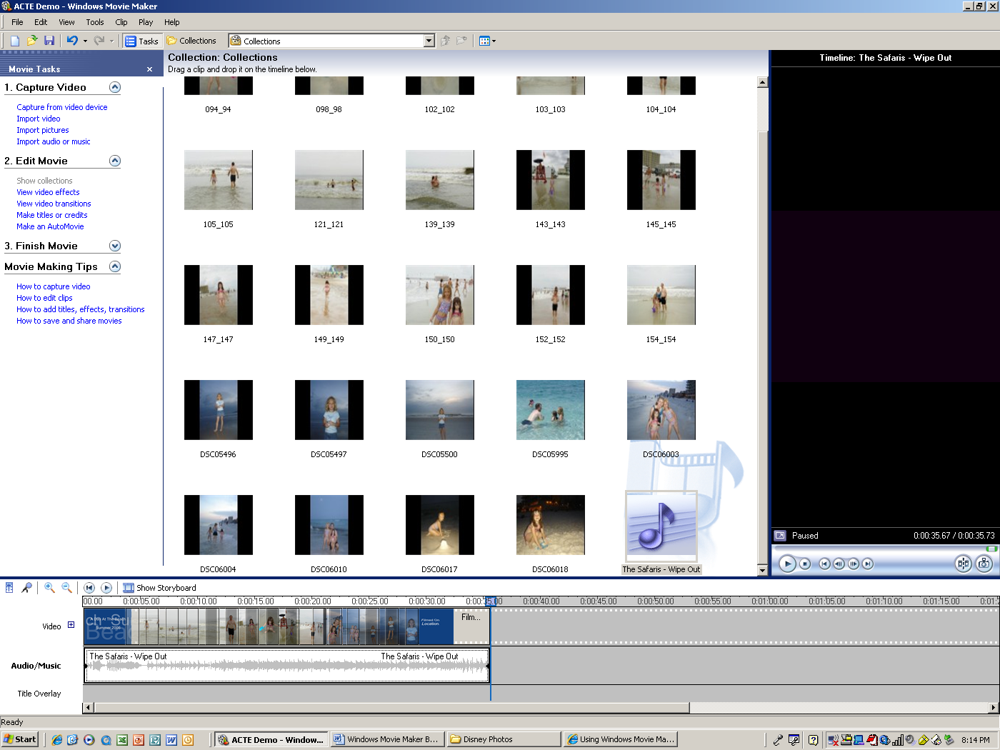 ACTE Demo - Windows Movie Maker
File Edit View Tools Clip Play Help
Tasks Collections Collections
Movie Tasks
1. Capture Video
Capture from video device
Import video
Import pictures
Import audio or music
2. Edit Movie
Show collections
View video effects
View video transitions
Make titles or credits
Make an AutoMovie
3. Finish Movie
Movie Making Tips
How to capture video
How to edit clips
How to add titles, effects, transitions
How to save and share movies
Collection: Collections
Drag a clip and drop it on the timeline below.
094_94 098_98 102_102 103_103 104_104
105_105 121_121 139_139 143_143 145_145
147_147 149_149 150_150 152_152 154_154
DSC05496 DSC05497 DSC05500 DSC05995 DSC06003
DSC06004 DSC06010 DSC06017 DSC06018 The Safaris - Wipe Out
Timeline: The Safaris - Wipe Out
Paused 0:00:35.67 / 0:00:35.73
Show Storyboard
00.00 0:00:05.00 0:00:10.00 0:00:15.00 0:00:20.00 0:00:25.00 0:00:30.00 0:00:40.00 0:00:45.00 0:00:50.00 0:00:55.00 0:01:00.00 0:01:05.00 0:01:10.00 0:01:15.00
Video
Summer 2006
Filmed On Location
Film...
Audio/Music
The Safaris - Wipe Out The Safaris - Wipe Out
Title Overlay
Ready
Start ACTE Demo - Window... Windows Movie Maker B... Disney Photos Using Windows Movie Ma... 8:14 PM